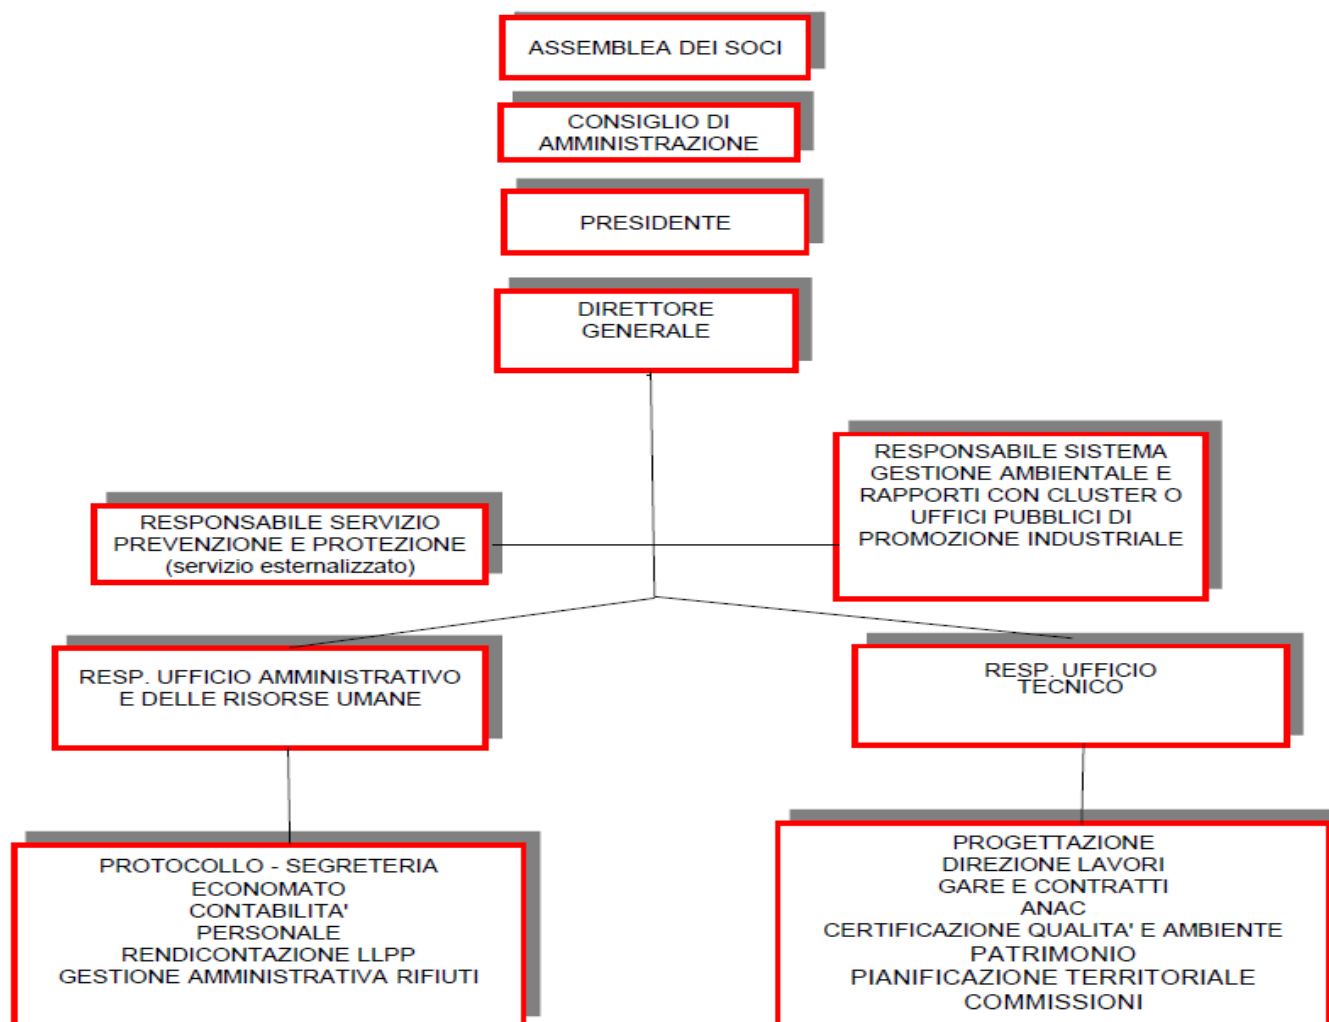 ASSEMBLEA DEI SOCI
CONSIGLIO DI
AMMINISTRAZIONE
PRESIDENTE
DIRETTORE
GENERALE
RESPONSABILE SISTEMA
GESTIONE AMBIENTALE E
RAPPORTI CON CLUSTER O
UFFICI PUBBLICI DI
PROMOZIONE INDUSTRIALE
RESPONSABILE SERVIZIO
PREVENZIONE E PROTEZIONE
(servizio esternalizzato)
RESP. UFFICIO AMMINISTRATIVO
E DELLE RISORSE UMANE
RESP. UFFICIO
TECNICO
PROTOCOLLO - SEGRETERIA
ECONOMATO
CONTABILITA'
PERSONALE
RENDICONTAZIONE LLPP
GESTIONE AMMINISTRATIVA RIFIUTI
PROGETTAZIONE
DIREZIONE LAVORI
GARE E CONTRATTI
ANAC
CERTIFICAZIONE QUALITA' E AMBIENTE
PATRIMONIO
PIANIFICAZIONE TERRITORIALE
COMMISSIONI